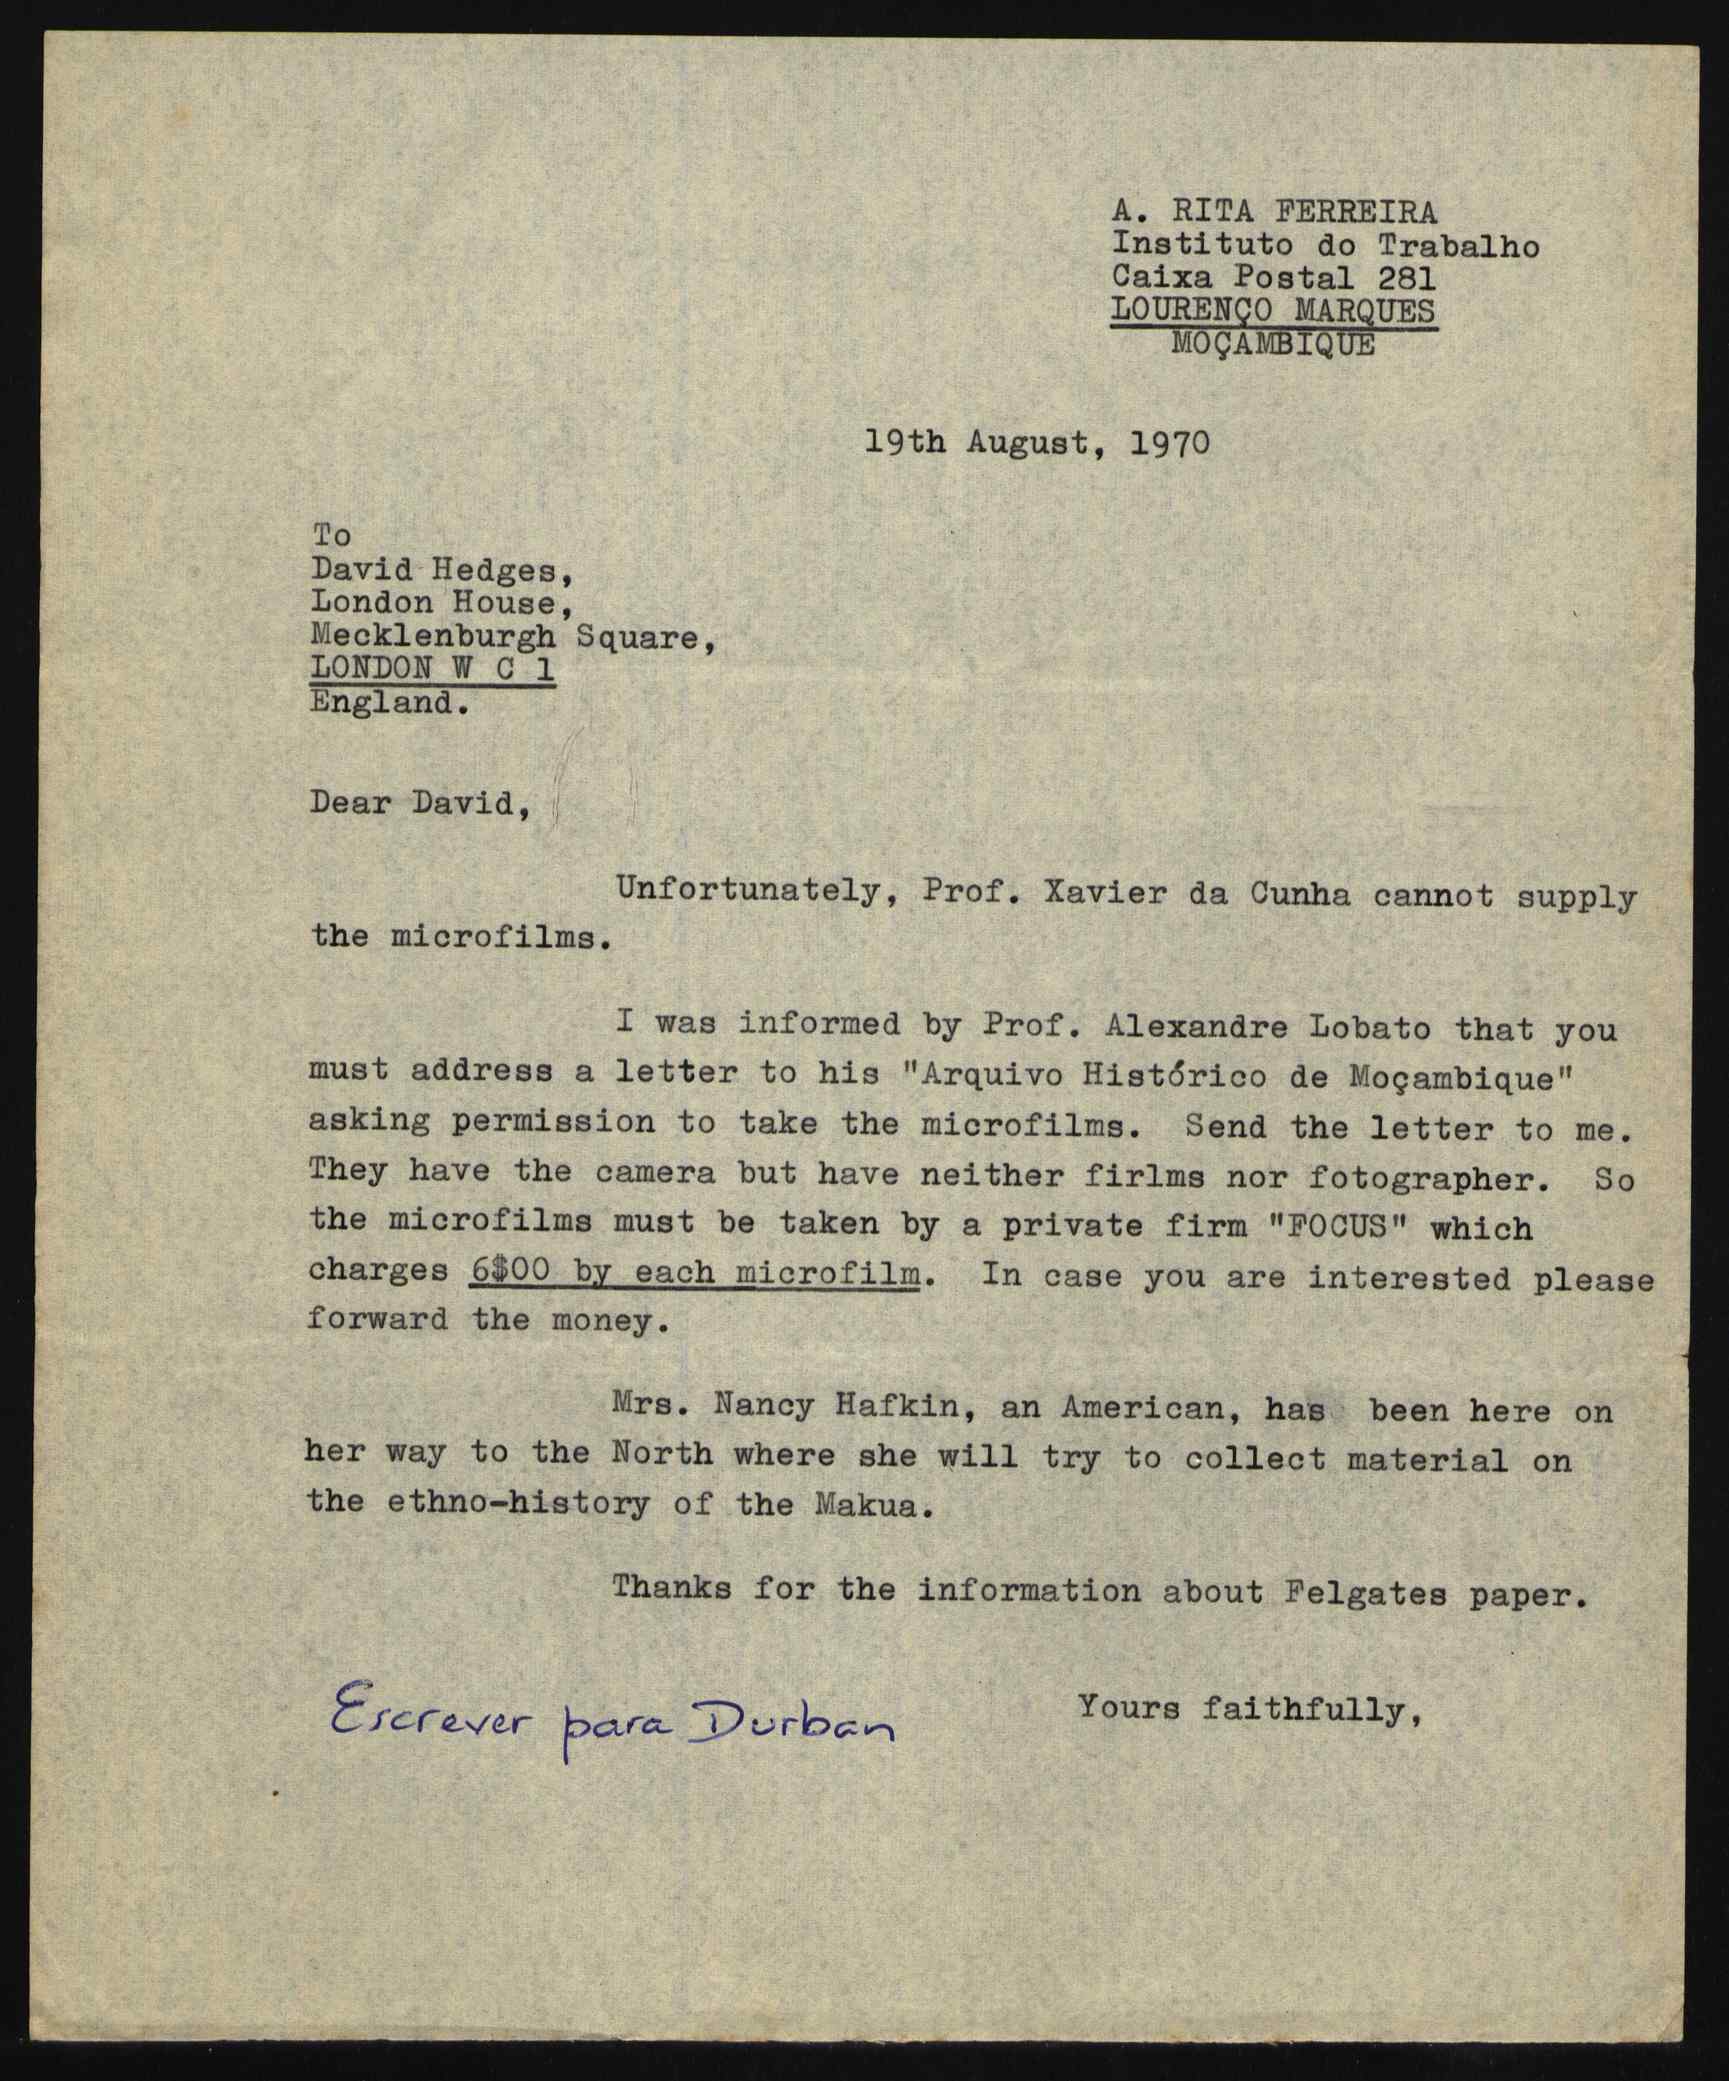 A. RITA FERREIRA
Instituto do Trabalho
Caixa Postal 281
LOURENÇO MARQUES
MOÇAMBIQUE
19th August, 1970
To
David Hedges,
London House,
Mecklenburgh Square,
LONDON W C 1
England.
Dear David,
Unfortunately, Prof. Xavier da Cunha cannot supply
the microfilms.
I was informed by Prof. Alexandre Lobato that you
must address a letter to his "Arquivo Histórico de Moçambique"
asking permission to take the microfilms. Send the letter to me.
They have the camera but have neither firlms nor fotographer. So
the microfilms must be taken by a private firm "FOCUS" which
charges 6$00 by each microfilm. In case you are interested please
forward the money.
Mrs. Nancy Hafkin, an American, has been here on
her way to the North where she will try to collect material on
the ethno-history of the Makua.
Thanks for the information about Felgates paper.
Yours faithfully,
Escrever para Durban